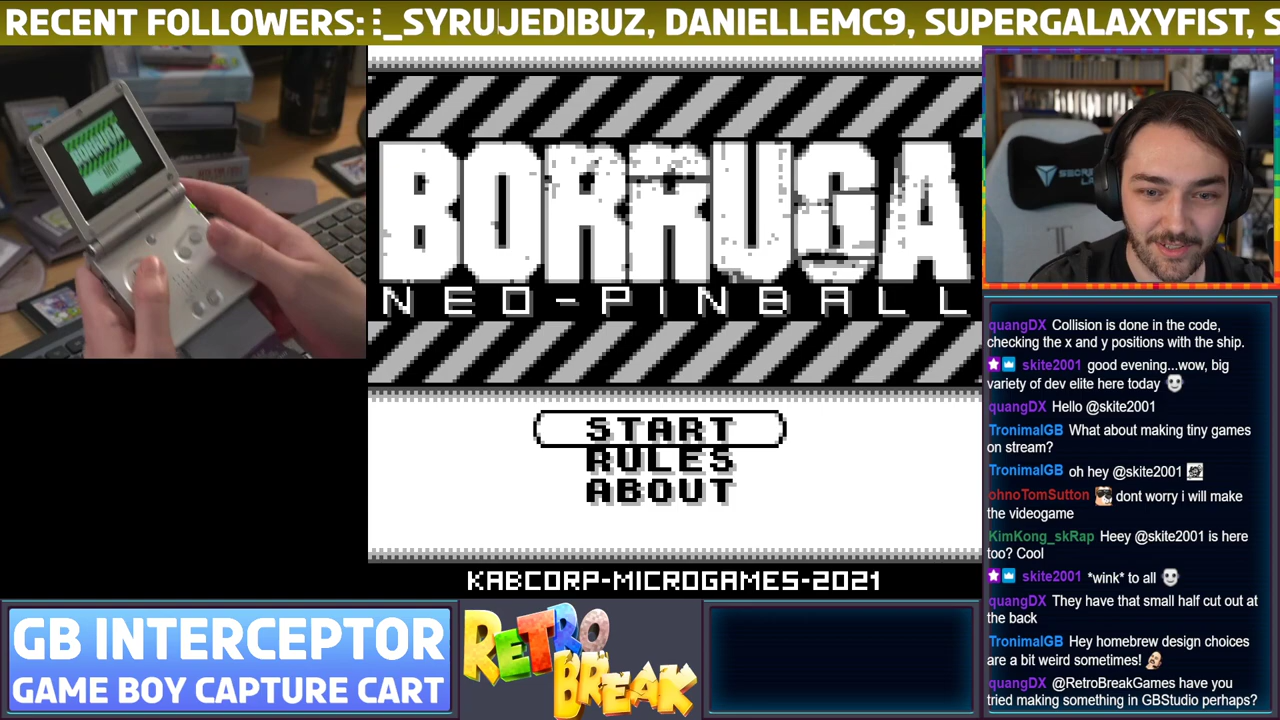 RECENT FOLLOWERS: _SYRUJEDIBUZ, DANIELLEMC9, SUPERGALAXYFIST, S
BORRUGA
NEO-PINBALL
START
RULES
ABOUT
KABCORP-MICROGAMES-2021
GB INTERCEPTOR
GAME BOY CAPTURE CART
RETRO
BREAK
quangDX Collision is done in the code,
checking the x and y positions with the ship.
skite2001 good evening...wow, big
variety of dev elite here today
quangDX Hello @skite2001
TronimalGB What about making tiny games
on stream?
TronimalGB oh hey @skite2001
ohnoTomSutton dont worry i will make
the videogame
KimKong_skRap Heey @skite2001 is here
too? Cool
skite2001 *wink* to all
quangDX They have that small half cut out at
the back
TronimalGB Hey homebrew design choices
are a bit weird sometimes!
quangDX @RetroBreakGames have you
tried making something in GBStudio perhaps?